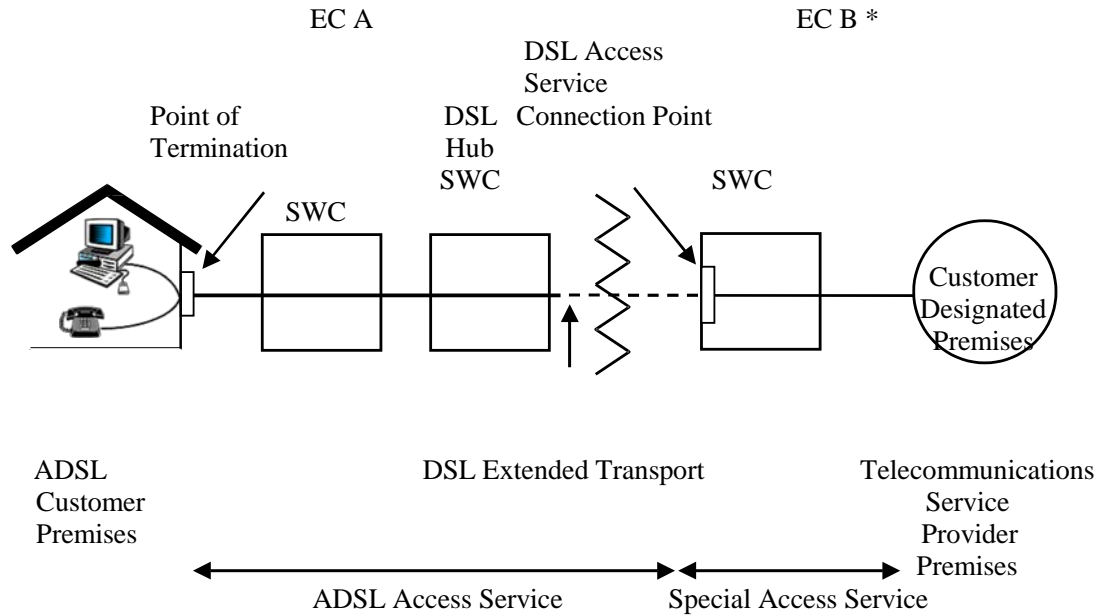 EC A
EC B *
DSL Access
Service
Connection Point
Point of
Termination
DSL
Hub
SWC
SWC
SWC
Customer
Designated
Premises
ADSL
Customer
Premises
DSL Extended Transport
Telecommunications
Service
Provider
Premises
ADSL Access Service
Special Access Service